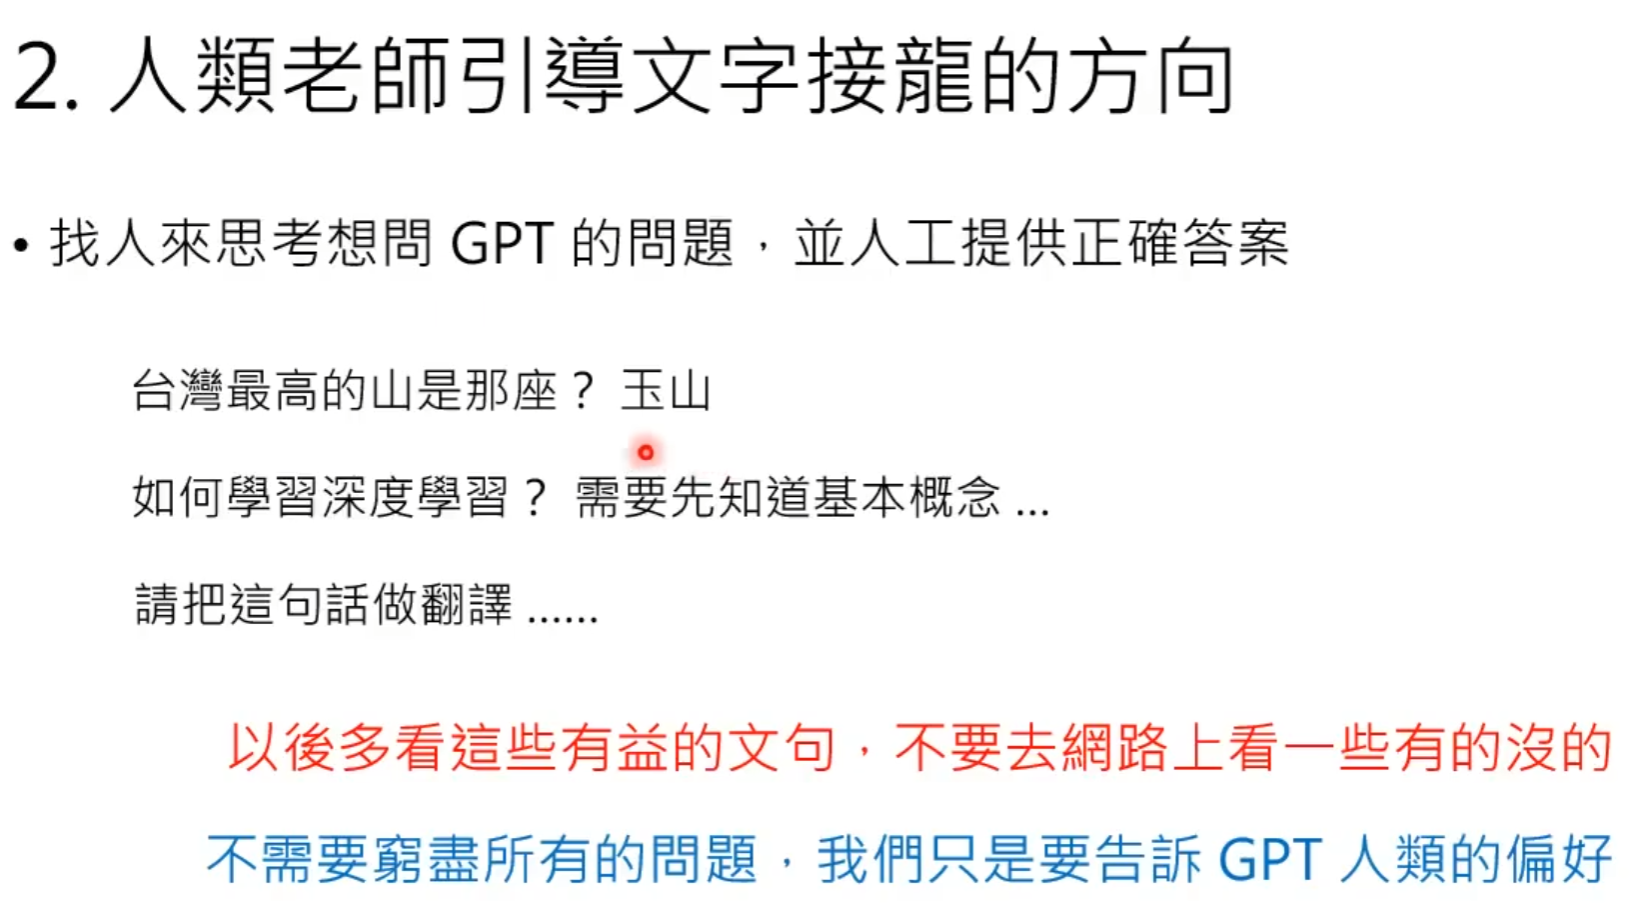 2. 人類老師引導文字接龍的方向
• 找人來思考想問 GPT 的問題，並人工提供正確答案
台灣最高的山是那座？ 玉山
如何學習深度學習？ 需要先知道基本概念 ...
請把這句話做翻譯 ......
以後多看這些有益的文句，不要去網路上看一些有的沒的
不需要窮盡所有的問題，我們只是要告訴 GPT 人類的偏好